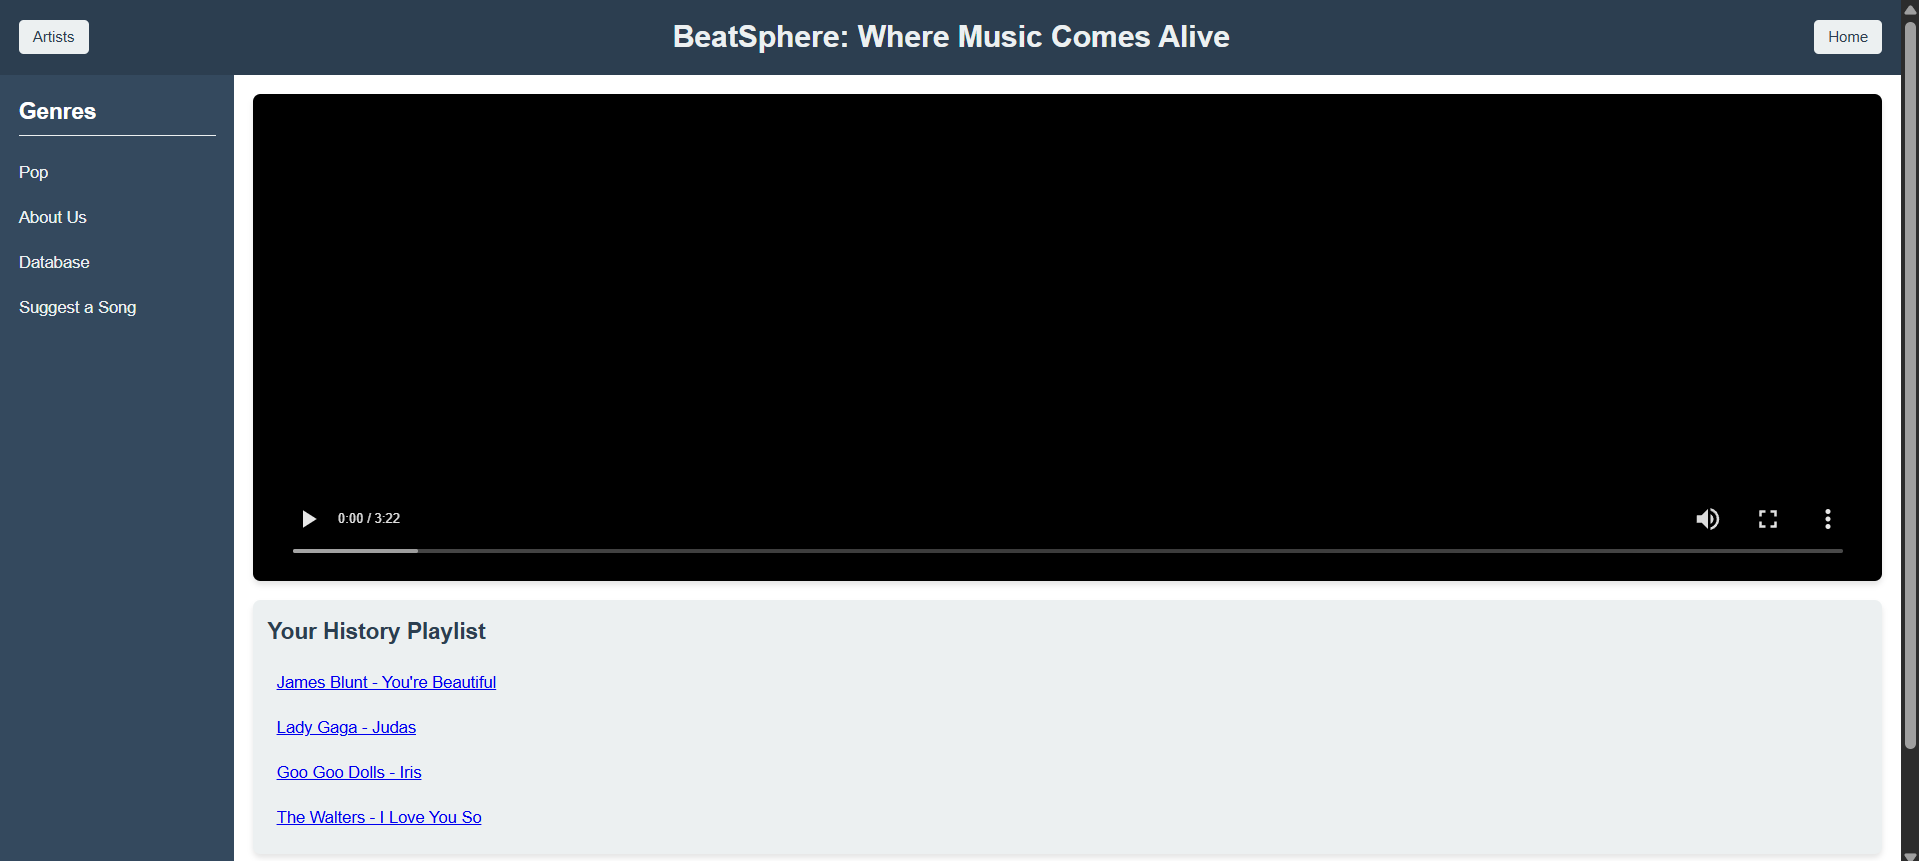 Artists
BeatSphere: Where Music Comes Alive
Home
Genres
Pop
About Us
Database
Suggest a Song
0:00 / 3:22
Your History Playlist
James Blunt - You're Beautiful
Lady Gaga - Judas
Goo Goo Dolls - Iris
The Walters - I Love You So